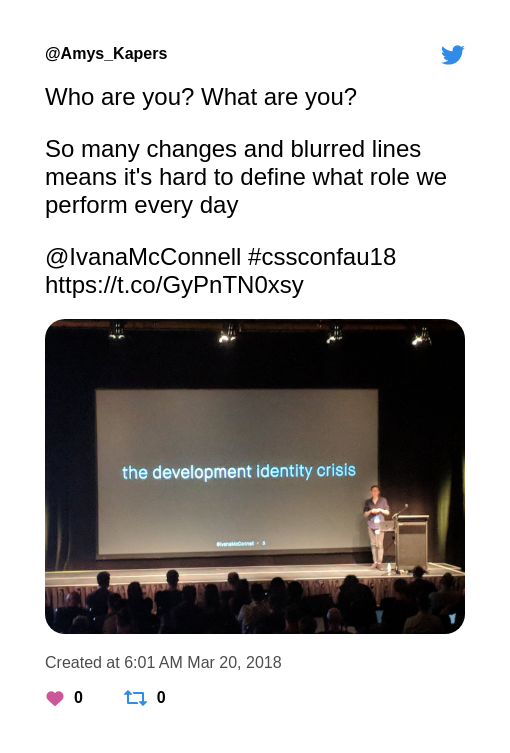 @Amys_Kapers
Who are you? What are you?
So many changes and blurred lines
means it's hard to define what role we
perform every day
@IvanaMcConnell #cssconfau18
https://t.co/GyPnTN0xsy
the development identity crisis
@IvanaMcConnell
Created at 6:01 AM Mar 20, 2018
0 0